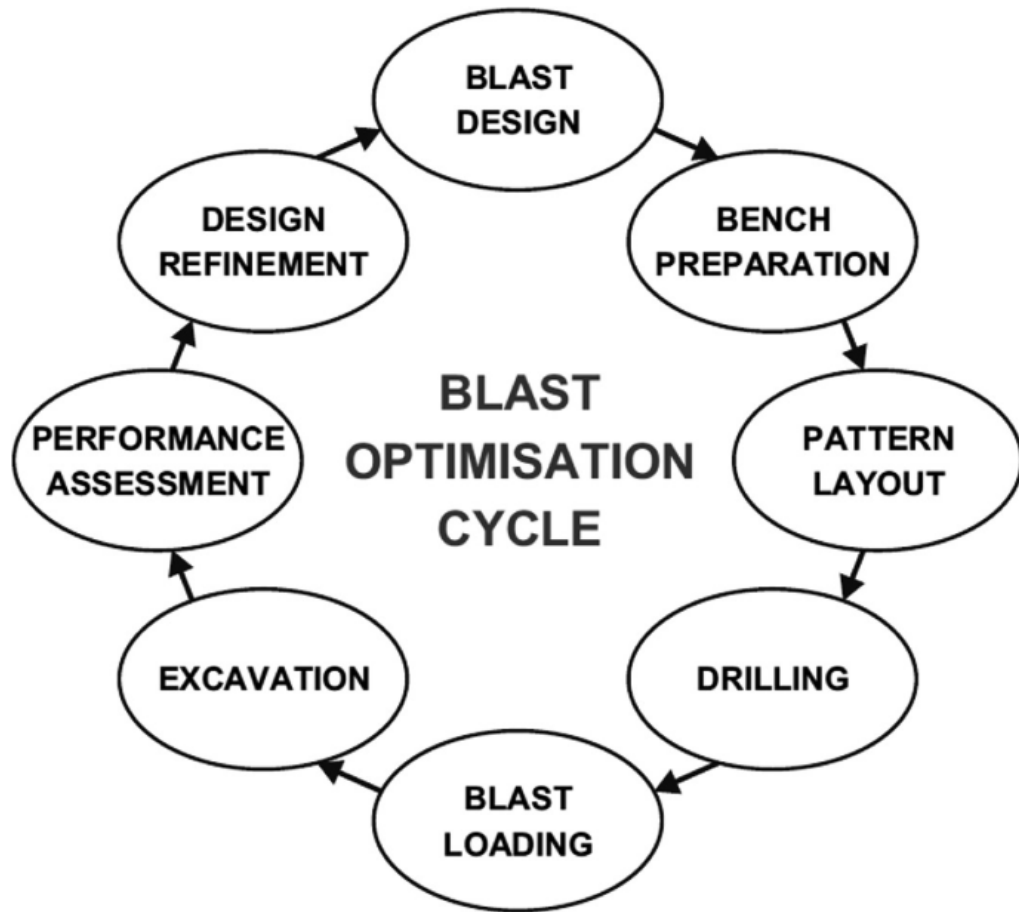 BLAST
DESIGN
BENCH
PREPARATION
PATTERN
LAYOUT
DRILLING
BLAST
LOADING
EXCAVATION
PERFORMANCE
ASSESSMENT
DESIGN
REFINEMENT
BLAST
OPTIMISATION
CYCLE